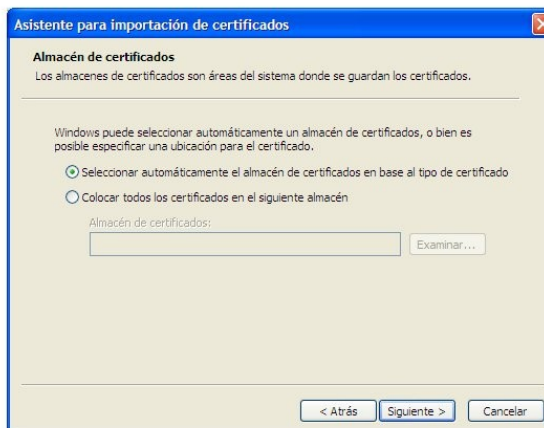 Asistente para importación de certificados
Almacén de certificados
Los almacenes de certificados son áreas del sistema donde se guardan los certificados.
Windows puede seleccionar automáticamente un almacén de certificados, o bien es
posible especificar una ubicación para el certificado.
Seleccionar automáticamente el almacén de certificados en base al tipo de certificado
Colocar todos los certificados en el siguiente almacén
Almacén de certificados:
Examinar...
< Atrás Siguiente > Cancelar